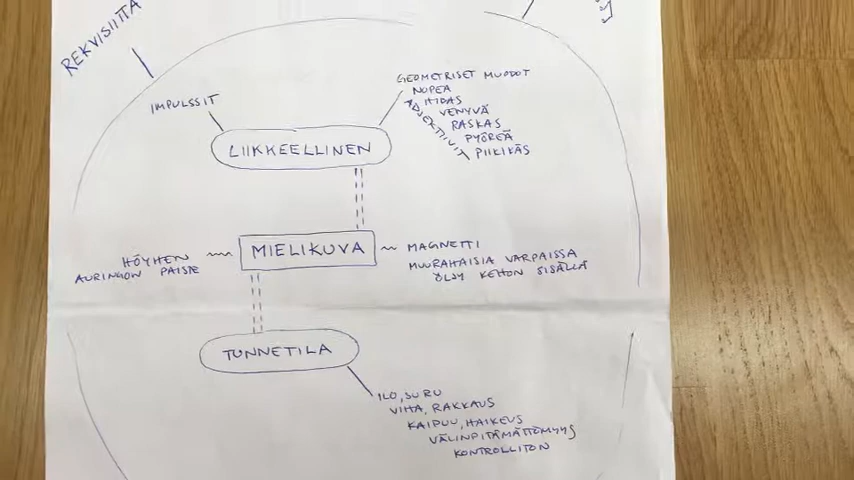 REKVISIITTA
IMPULSSIT
GEOMETRISET MUODOT
NOPEA
HIDAS
VENYVÄ
RASKAS
PYÖREÄ
PIIKIKÄS
ADJEKTIIVIT
LIIKKEELLINEN
MIELIKUVA
HÖYHEN
AURINGON PAISTE
MAGNETTI
MUURAHAISIA VARPAISSA
ÖLJY KEHON SISÄLLÄ
TUNNETILA
ILO, SURU
VIHA, RAKKAUS
KAIPUU, HAIKEUS
VÄLINPITÄMÄTTÖMYYS
KONTROLLITON